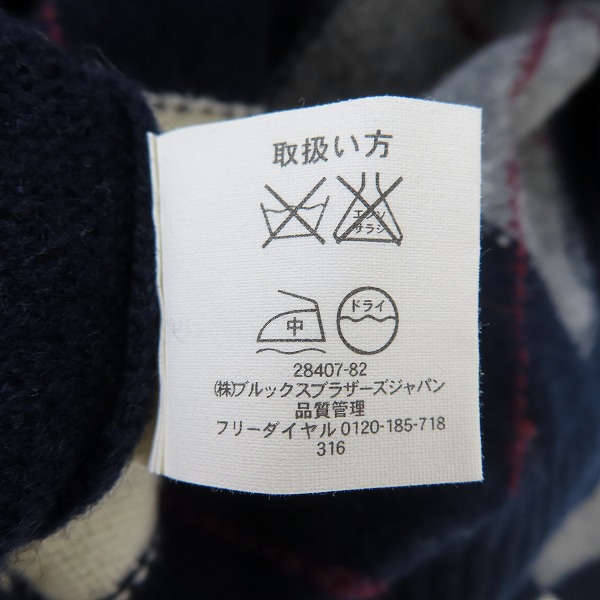 取扱い方
エンソ
サラシ
中
ドライ
28407-82
(株)ブルックスブラザーズジャパン
品質管理
フリーダイヤル 0120-185-718
316